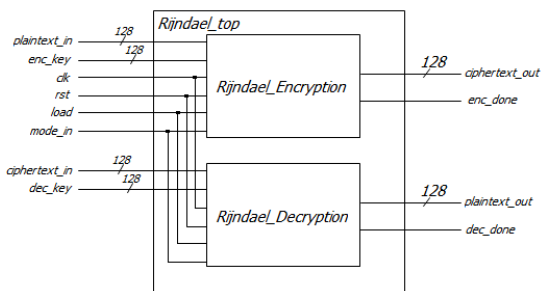 Rijndael_top
plaintext_in
128
enc_key
128
clk
rst
load
mode_in
Rijndael_Encryption
128
ciphertext_out
enc_done
ciphertext_in
128
dec_key
128
Rijndael_Decryption
128
plaintext_out
dec_done